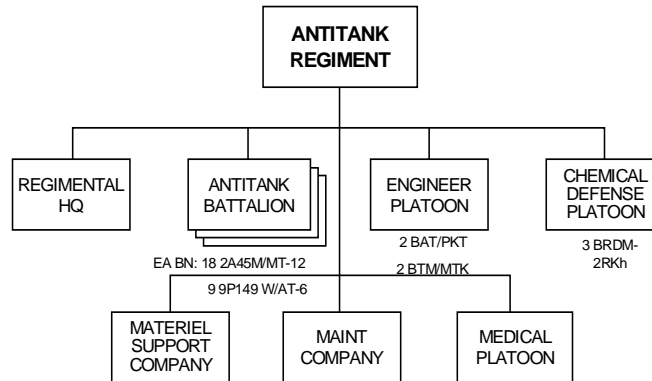 ANTITANK
REGIMENT
REGIMENTAL
HQ
ANTITANK
BATTALION
ENGINEER
PLATOON
CHEMICAL
DEFENSE
PLATOON
EA BN: 18 2A45M/MT-12
9 9P149 W/AT-6
2 BAT/PKT
2 BTM/MTK
3 BRDM-
2RKh
MATERIEL
SUPPORT
COMPANY
MAINT
COMPANY
MEDICAL
PLATOON